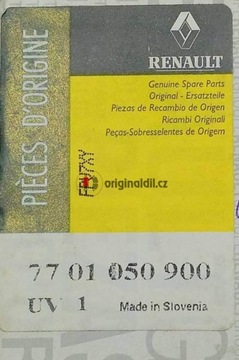 RENAULT
PIÈCES D'ORIGINE
Genuine Spare Parts
Original - Ersatzteile
Piezas de Recambio de Origen
Ricambi Originali
Peças-Sobresselentes de Origem
originaldil.cz
77 01 050 900
UV 1 Made in Slovenia